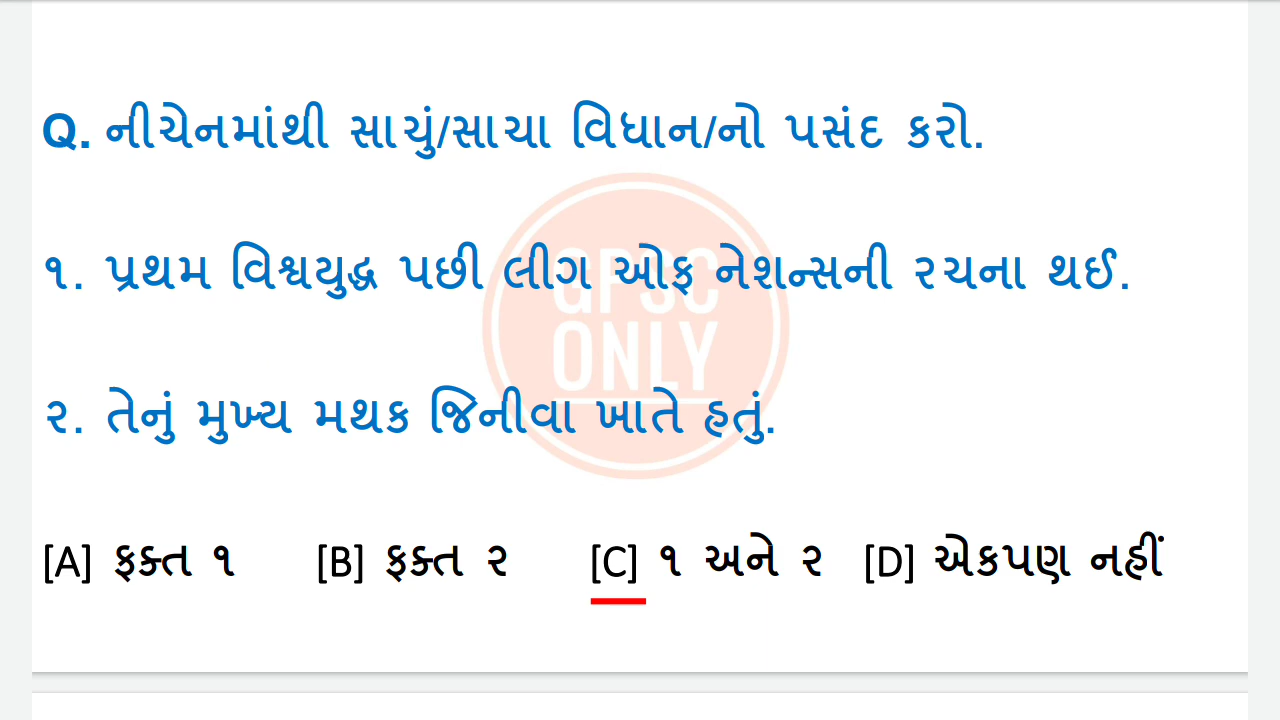 Q. નીચેનમાંથી સાચું/સાચા વિધાન/નો પસંદ કરો.
GPSC
ONLY
૧. પ્રથમ વિશ્વયુદ્ધ પછી લીગ ઓફ નેશન્સની રચના થઈ.
૨. તેનું મુખ્ય મથક જિનીવા ખાતે હતું.
[A] ફક્ત ૧ [B] ફક્ત ૨ [C] ૧ અને ૨ [D] એકપણ નહીં